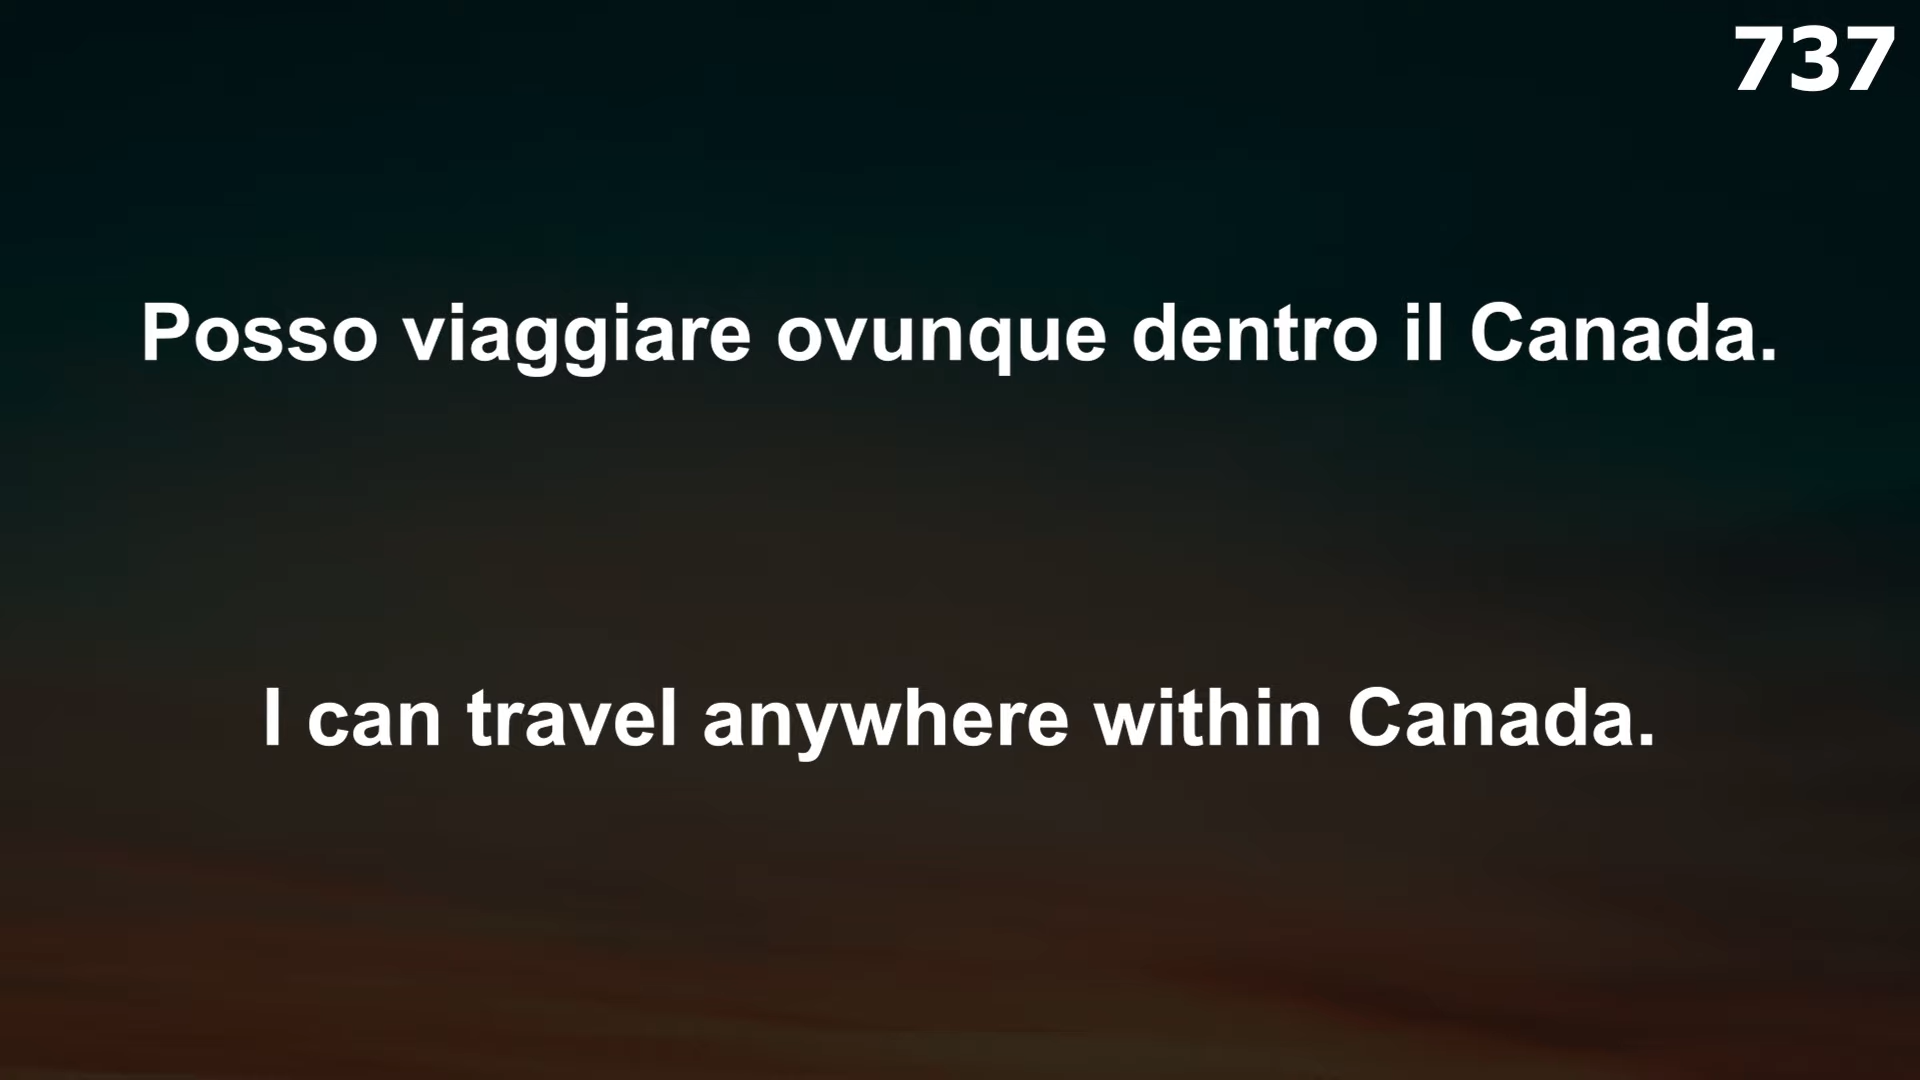 737
Posso viaggiare ovunque dentro il Canada.
I can travel anywhere within Canada.